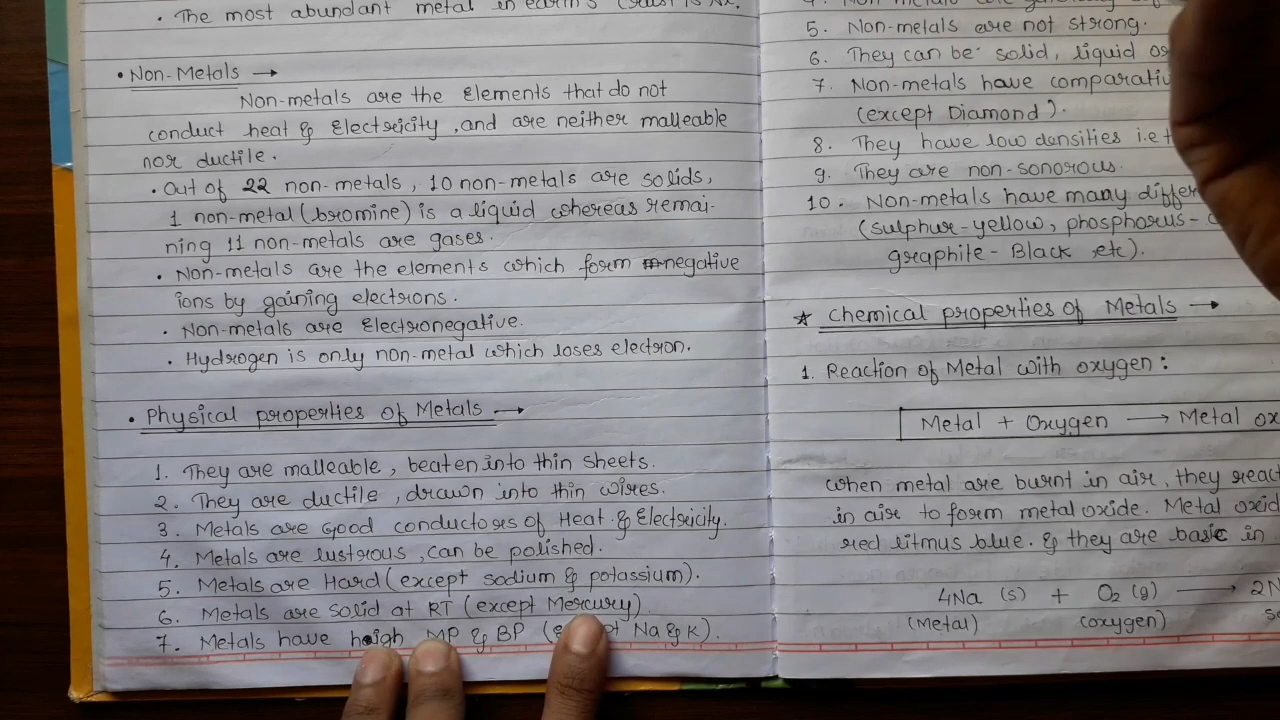 • The most abundant metal in earth's crust is
• Non-Metals →
Non-metals are the Elements that do not
conduct heat & Electricity, and are neither malleable
nor ductile.
• Out of 22 non-metals, 10 non-metals are solids,
1 non-metal (bromine) is a liquid whereas remai-
ning 11 non-metals are gases.
• Non-metals are the elements which form negative
ions by gaining electrons.
• Non-metals are Electronegative.
• Hydrogen is only non-metal which loses electron.
• Physical properties of Metals →
1. They are malleable, beaten into thin sheets.
2. They are ductile, drawn into thin wires.
3. Metals are Good conductors of Heat & Electricity.
4. Metals are lustrous, can be polished.
5. Metals are Hard (except sodium & potassium).
6. Metals are solid at RT (except Mercury)
7. Metals have high MP & BP ( Na & K).
5. Non-metals are not strong.
6. They can be solid, liquid or
7. Non-metals have comparativ
(except Diamond).
8. They have low densities i.e
9. They are non-sonorous.
10. Non-metals have many differ
(sulphur-yellow, phosphorus-
graphite - Black etc).
* Chemical properties of Metals →
1. Reaction of Metal with oxygen:
Metal + Oxygen → Metal ox
when metal are burnt in air, they react
in air to form metal oxide. Metal oxid
red litmus blue. & they are basic in
4Na (s) + O₂ (g) → 2N
(Metal) (oxygen)